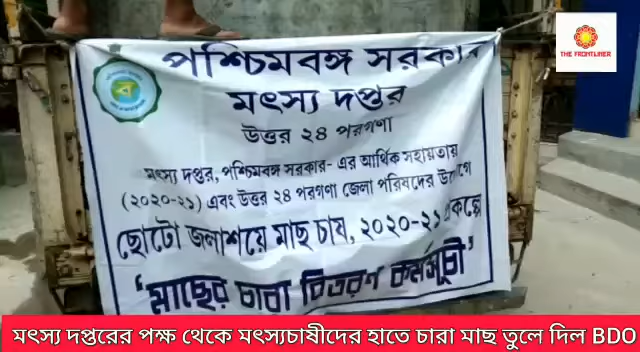 THE FRONTLINER
পশ্চিমবঙ্গ সরকার
মৎস্য দপ্তর
উত্তর ২৪ পরগণা
মৎস্য দপ্তর, পশ্চিমবঙ্গ সরকার- এর আর্থিক সহায়তায়
(২০২০-২১) এবং উত্তর ২৪ পরগণা জেলা পরিষদের
ছোটো জলাশয়ে মাছ চাষ, ২০২০-২১
'মাছের চারা বিতরণ কর্মসূচী'
মৎস্য দপ্তরের পক্ষ থেকে মৎস্যচাষীদের হাতে চারা মাছ তুলে দিল BDO